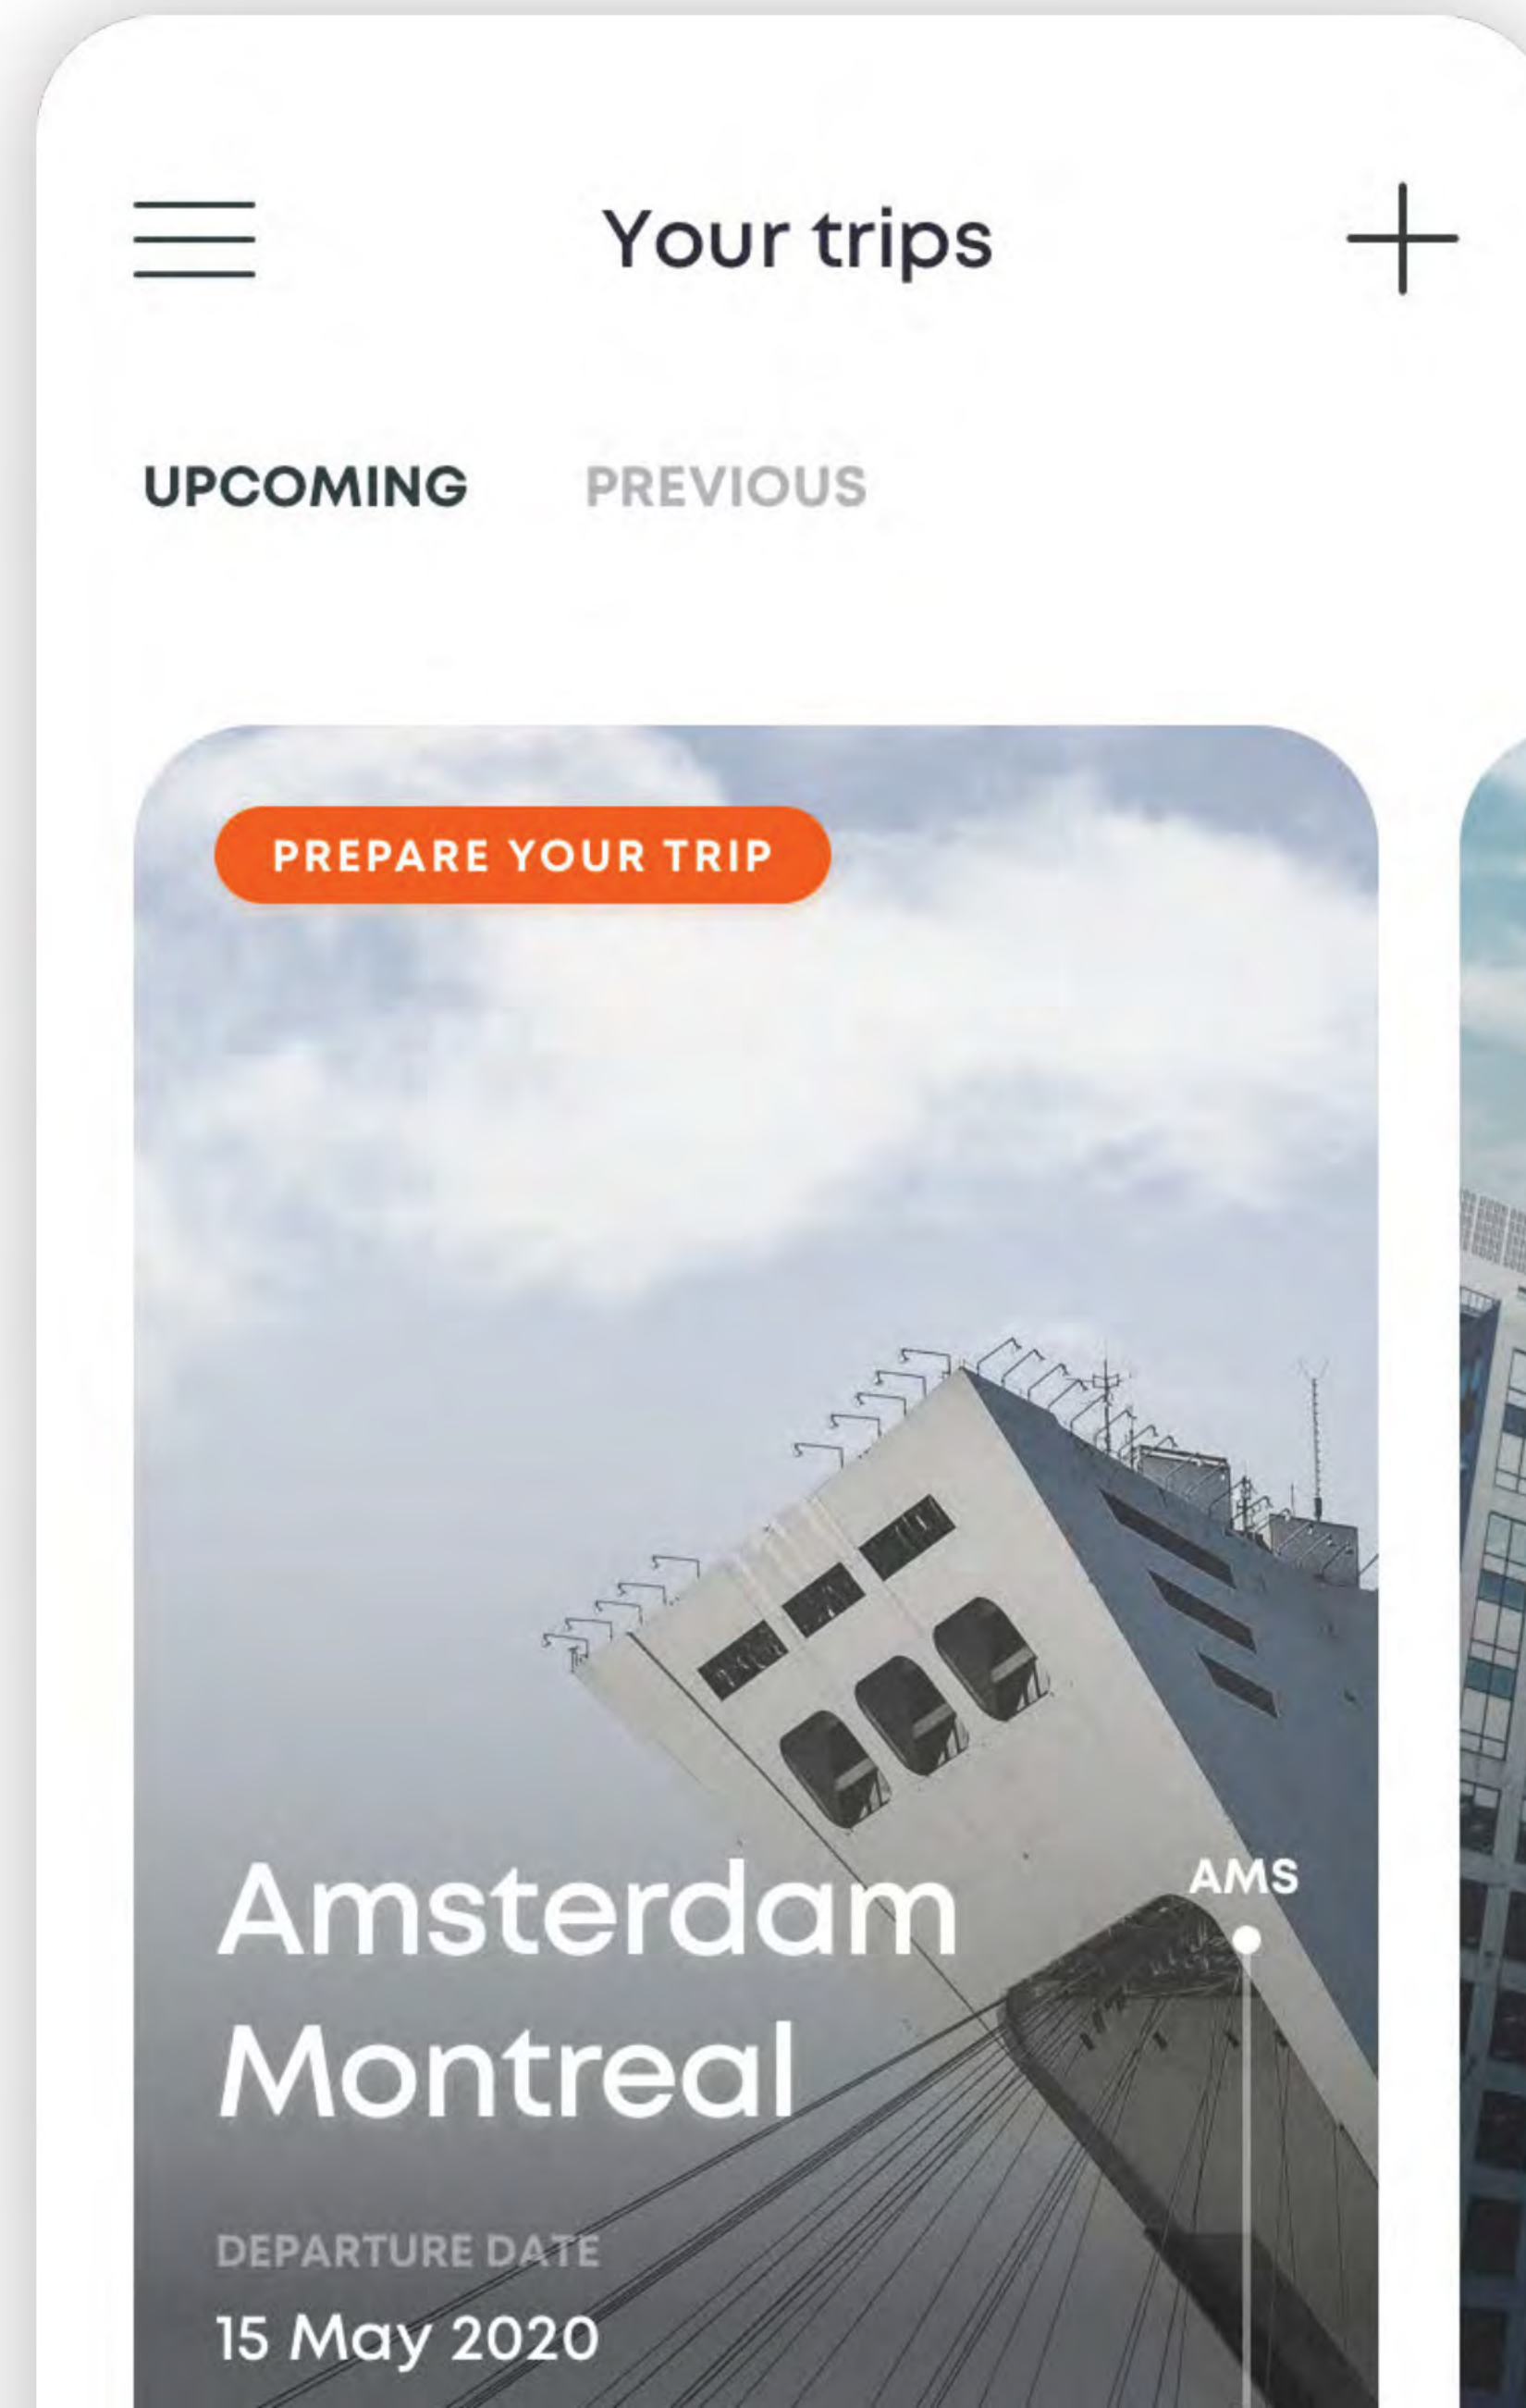 Your trips
UPCOMING PREVIOUS
PREPARE YOUR TRIP
Amsterdam
AMS
Montreal
DEPARTURE DATE
15 May 2020